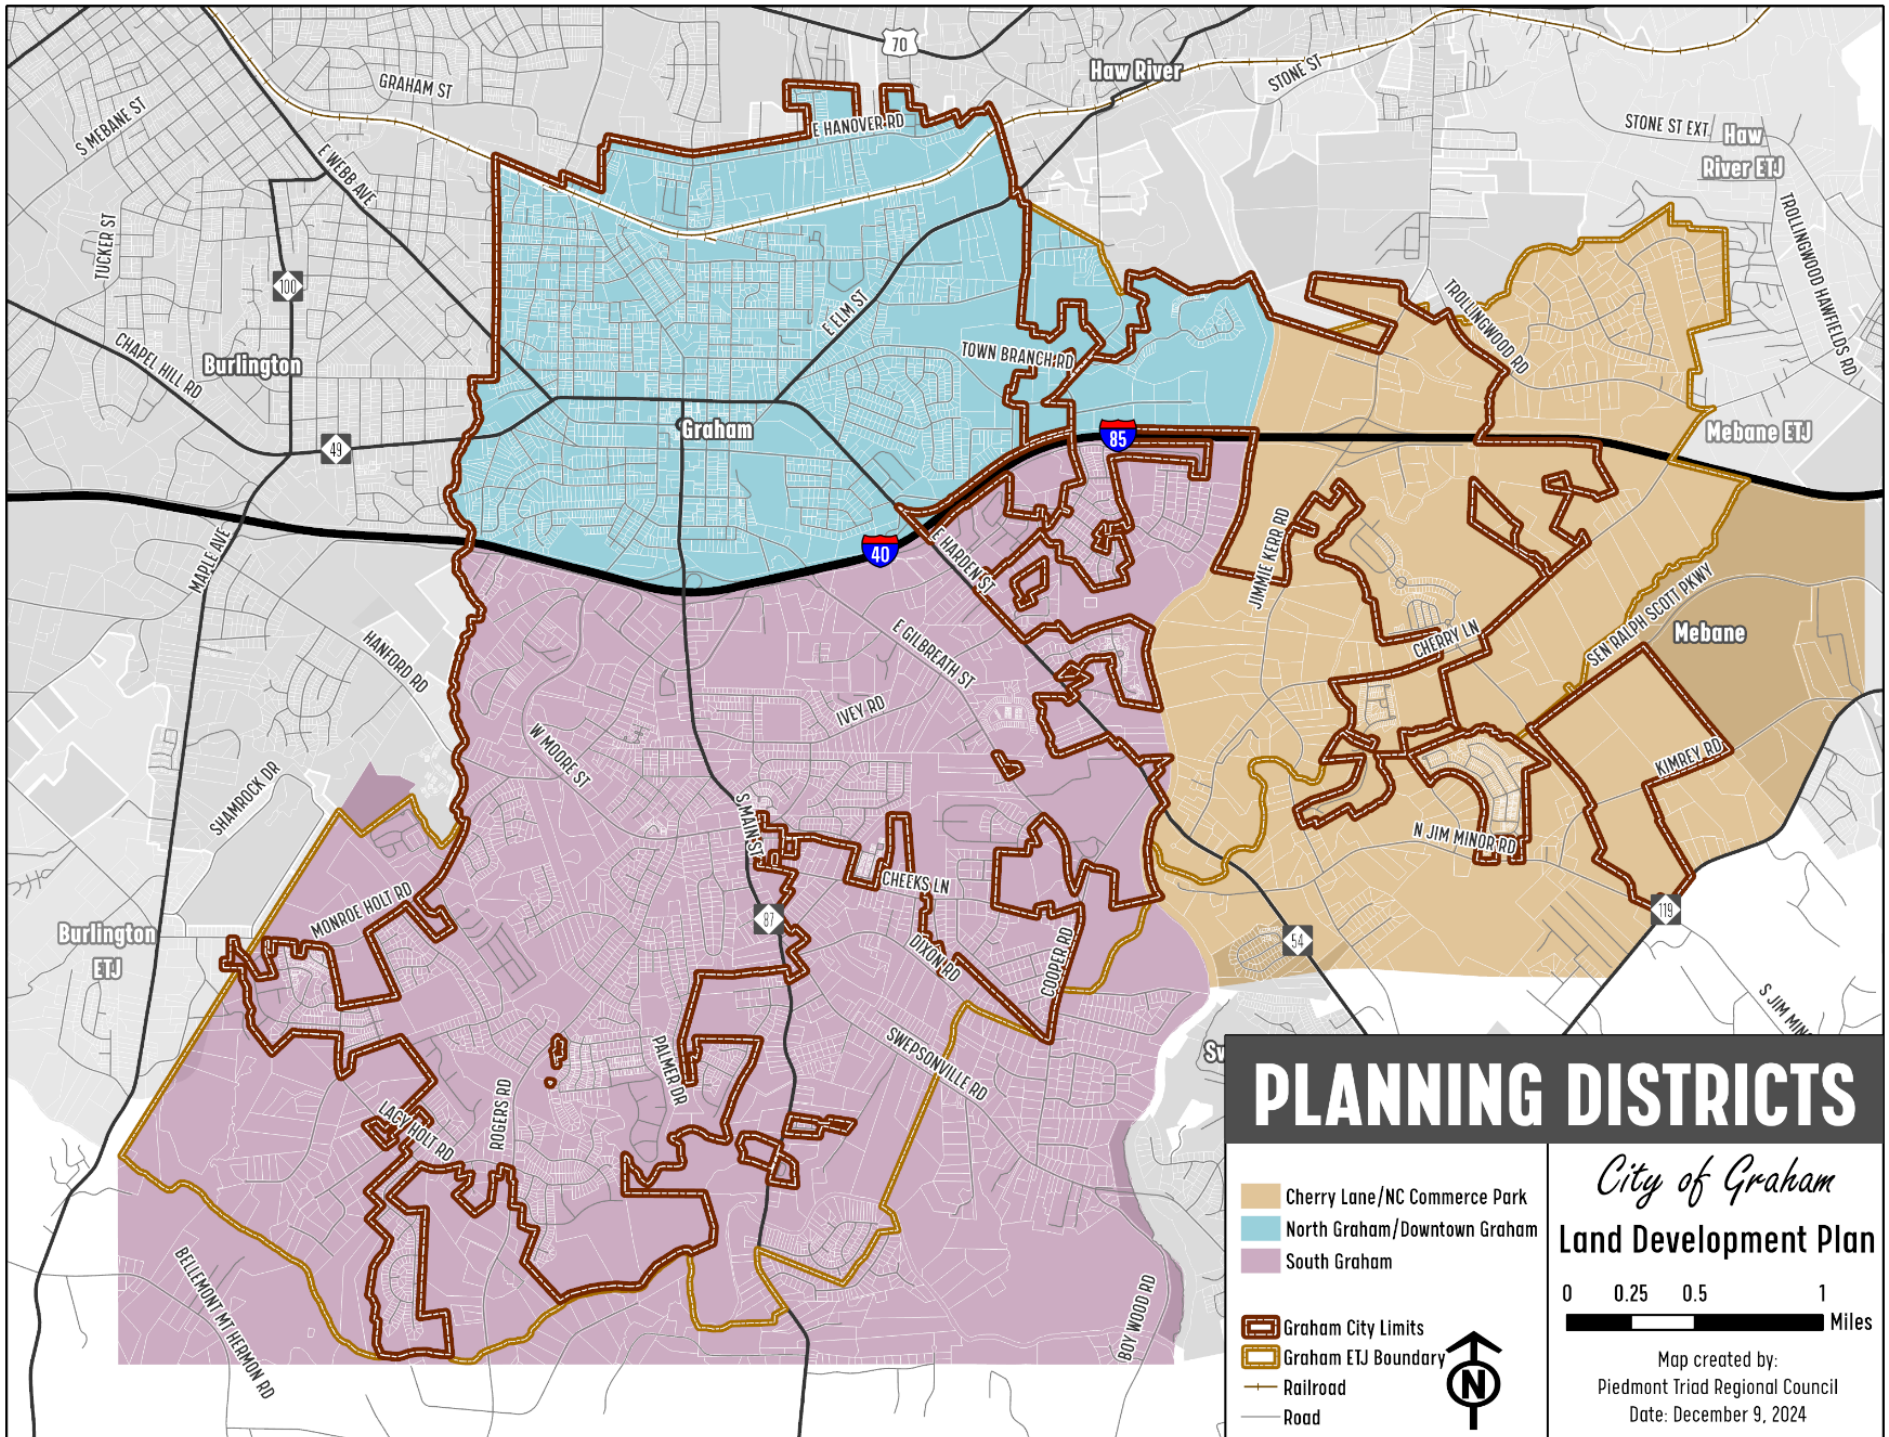 70
Haw River
GRAHAM ST
STONE ST
S MEBANE ST
E HANOVER RD
STONE ST EXT
Haw
River ETJ
E WEBB AVE
TUCKER ST
TROLLINGWOOD HAWFIELDS RD
100
E ELM ST
TROLLINGWOOD RD
CHAPEL HILL RD
Burlington
TOWN BRANCH RD
Graham
85
Mebane ETJ
49
MAPLE AVE
40
E HARDEN ST
JIMMIE KERR RD
SEN RALPH SCOTT PKWY
Mebane
HANFORD RD
E GILBREATH ST
CHERRY LN
IVEY RD
W MOORE ST
KIMREY RD
SHAMROCK DR
S MAIN ST
N JIM MINOR RD
CHEEKS LN
MONROE HOLT RD
87
119
Burlington
ETJ
54
DIXON RD
COOPER RD
S JIM MIN
SWEPSONVILLE RD
PALMER DR
Sw
ROGERS RD
LACY HOLT RD
BELLEMONT MT HERMON RD
BOY WOOD RD
PLANNING DISTRICTS
Cherry Lane/NC Commerce Park
North Graham/Downtown Graham
South Graham
Graham City Limits
Graham ETJ Boundary
Railroad
Road
N
City of Graham
Land Development Plan
0 0.25 0.5 1
Miles
Map created by:
Piedmont Triad Regional Council
Date: December 9, 2024